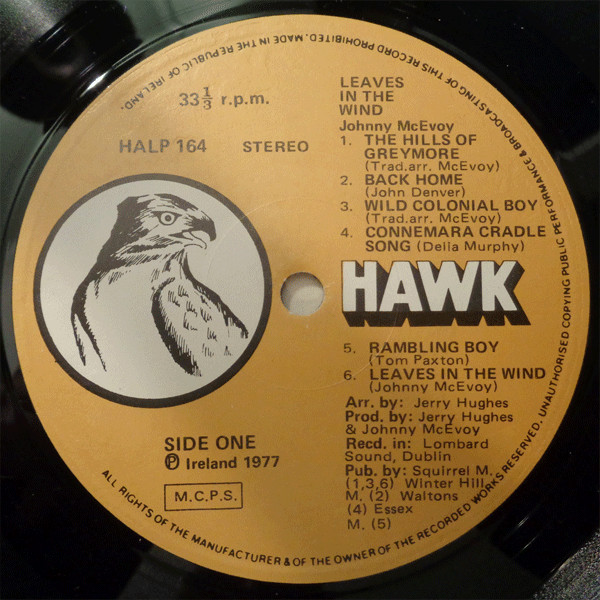 33 1/3 r.p.m.
HALP 164 STEREO
LEAVES
IN THE
WIND
Johnny McEvoy
1. THE HILLS OF
GREYMORE
(Trad.arr. McEvoy)
2. BACK HOME
(John Denver)
3. WILD COLONIAL BOY
(Trad.arr. McEvoy)
4. CONNEMARA CRADLE
SONG (Delia Murphy)
HAWK
5. RAMBLING BOY
(Tom Paxton)
6. LEAVES IN THE WIND
(Johnny McEvoy)
Arr. by: Jerry Hughes
Prod. by: Jerry Hughes
& Johnny McEvoy
Recd. in: Lombard
Sound, Dublin
Pub. by: Squirrel M.
(1,3,6) Winter Hill
M. (2) Waltons
(4) Essex
M. (5)
SIDE ONE
Ⓟ Ireland 1977
M.C.P.S.
ALL RIGHTS OF THE MANUFACTURER & OF THE OWNER OF THE RECORDED WORKS RESERVED. UNAUTHORISED COPYING PUBLIC PERFORMANCE & BROADCASTING OF THIS RECORD PROHIBITED. MADE IN THE REPUBLIC OF IRELAND.